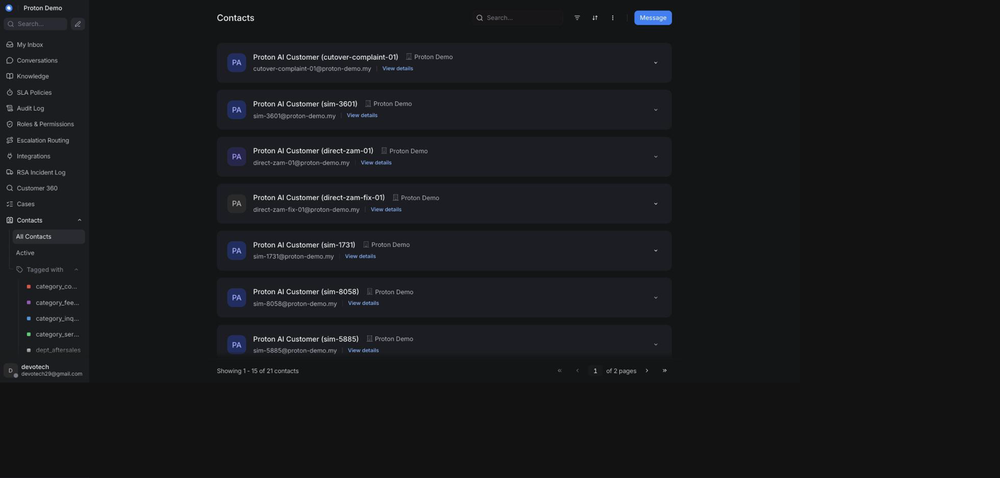 Proton Demo
Search...
My Inbox
Conversations
Knowledge
SLA Policies
Audit Log
Roles & Permissions
Escalation Routing
Integrations
RSA Incident Log
Customer 360
Cases
Contacts
All Contacts
Active
Tagged with
category_co...
category_fee...
category_inq...
category_ser...
dept_aftersales
D
devotech
devotech29@gmail.com
Contacts
Search...
Message
PA
Proton AI Customer (cutover-complaint-01) Proton Demo
cutover-complaint-01@proton-demo.my View details
PA
Proton AI Customer (sim-3601) Proton Demo
sim-3601@proton-demo.my View details
PA
Proton AI Customer (direct-zam-01) Proton Demo
direct-zam-01@proton-demo.my View details
PA
Proton AI Customer (direct-zam-fix-01) Proton Demo
direct-zam-fix-01@proton-demo.my View details
PA
Proton AI Customer (sim-1731) Proton Demo
sim-1731@proton-demo.my View details
PA
Proton AI Customer (sim-8058) Proton Demo
sim-8058@proton-demo.my View details
PA
Proton AI Customer (sim-5885) Proton Demo
sim-5885@proton-demo.my View details
Showing 1 - 15 of 21 contacts
1 of 2 pages